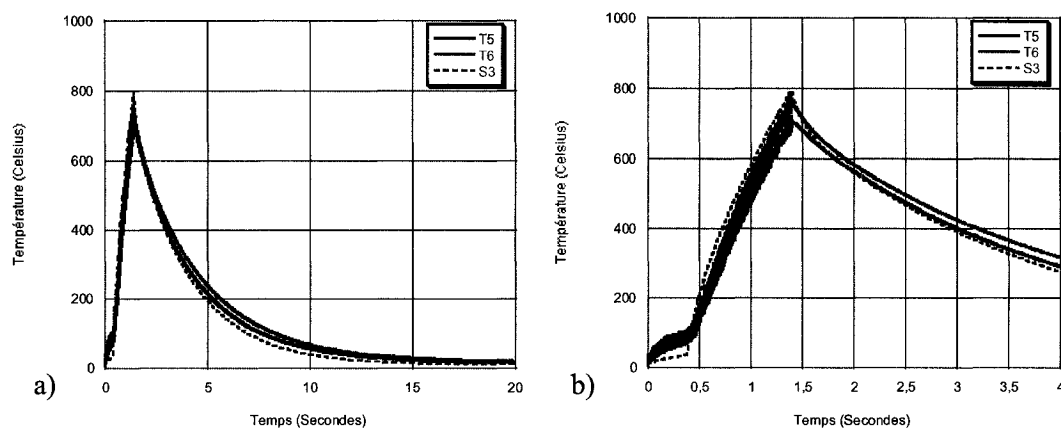 1000
800
600
400
200
0
Température (Celsius)
T5
T6
S3
0
5
10
15
20
Temps (Secondes)
a)
1000
800
600
400
200
0
Température (Celsius)
T5
T6
S3
0
0,5
1
1,5
2
2,5
3
3,5
4
Temps (Secondes)
b)